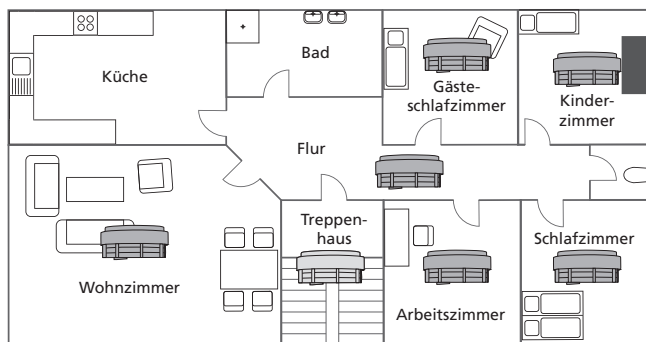 Küche
Bad
Gäste-
schlafzimmer
Kinder-
zimmer
Flur
Treppen-
haus
Schlafzimmer
Wohnzimmer
Arbeitszimmer